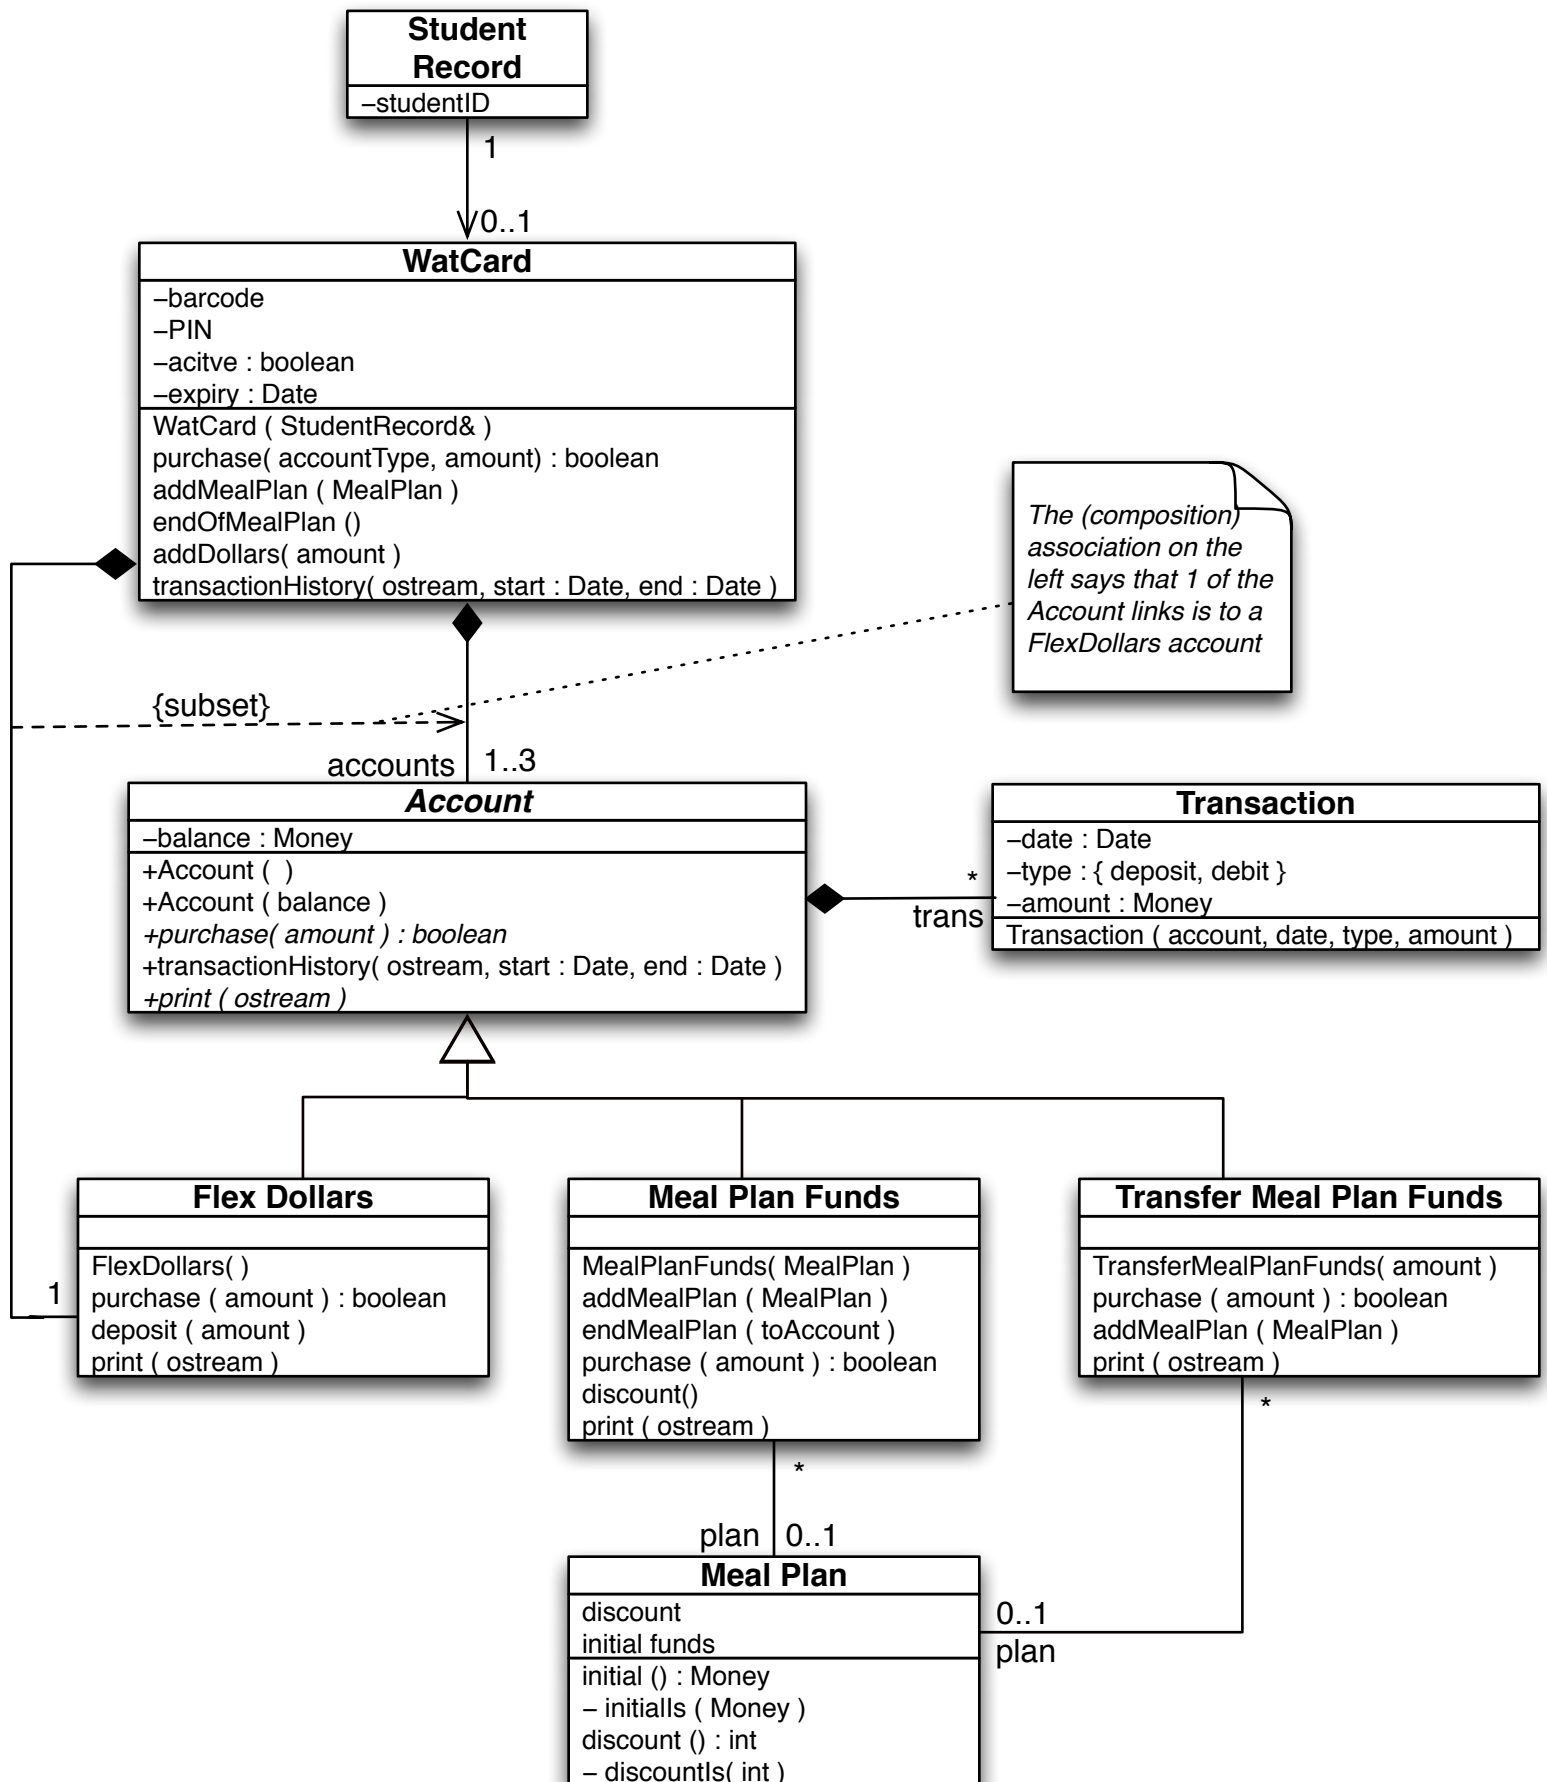 Student
Record
–studentID
1
0..1
WatCard
–barcode
–PIN
–acitve : boolean
–expiry : Date
WatCard ( StudentRecord& )
purchase( accountType, amount) : boolean
addMealPlan ( MealPlan )
endOfMealPlan ()
addDollars( amount )
transactionHistory( ostream, start : Date, end : Date )
The (composition)
association on the
left says that 1 of the
Account links is to a
FlexDollars account
{subset}
accounts
1..3
Account
–balance : Money
+Account ( )
+Account ( balance )
+purchase( amount ) : boolean
+transactionHistory( ostream, start : Date, end : Date )
+print ( ostream )
*
trans
Transaction
–date : Date
–type : { deposit, debit }
–amount : Money
Transaction ( account, date, type, amount )
1
Flex Dollars
FlexDollars( )
purchase ( amount ) : boolean
deposit ( amount )
print ( ostream )
Meal Plan Funds
MealPlanFunds( MealPlan )
addMealPlan ( MealPlan )
endMealPlan ( toAccount )
purchase ( amount ) : boolean
discount()
print ( ostream )
Transfer Meal Plan Funds
TransferMealPlanFunds( amount )
purchase ( amount ) : boolean
addMealPlan ( MealPlan )
print ( ostream )
*
*
plan
0..1
Meal Plan
discount
initial funds
initial () : Money
– initialIs ( Money )
discount () : int
– discountIs( int )
0..1
plan